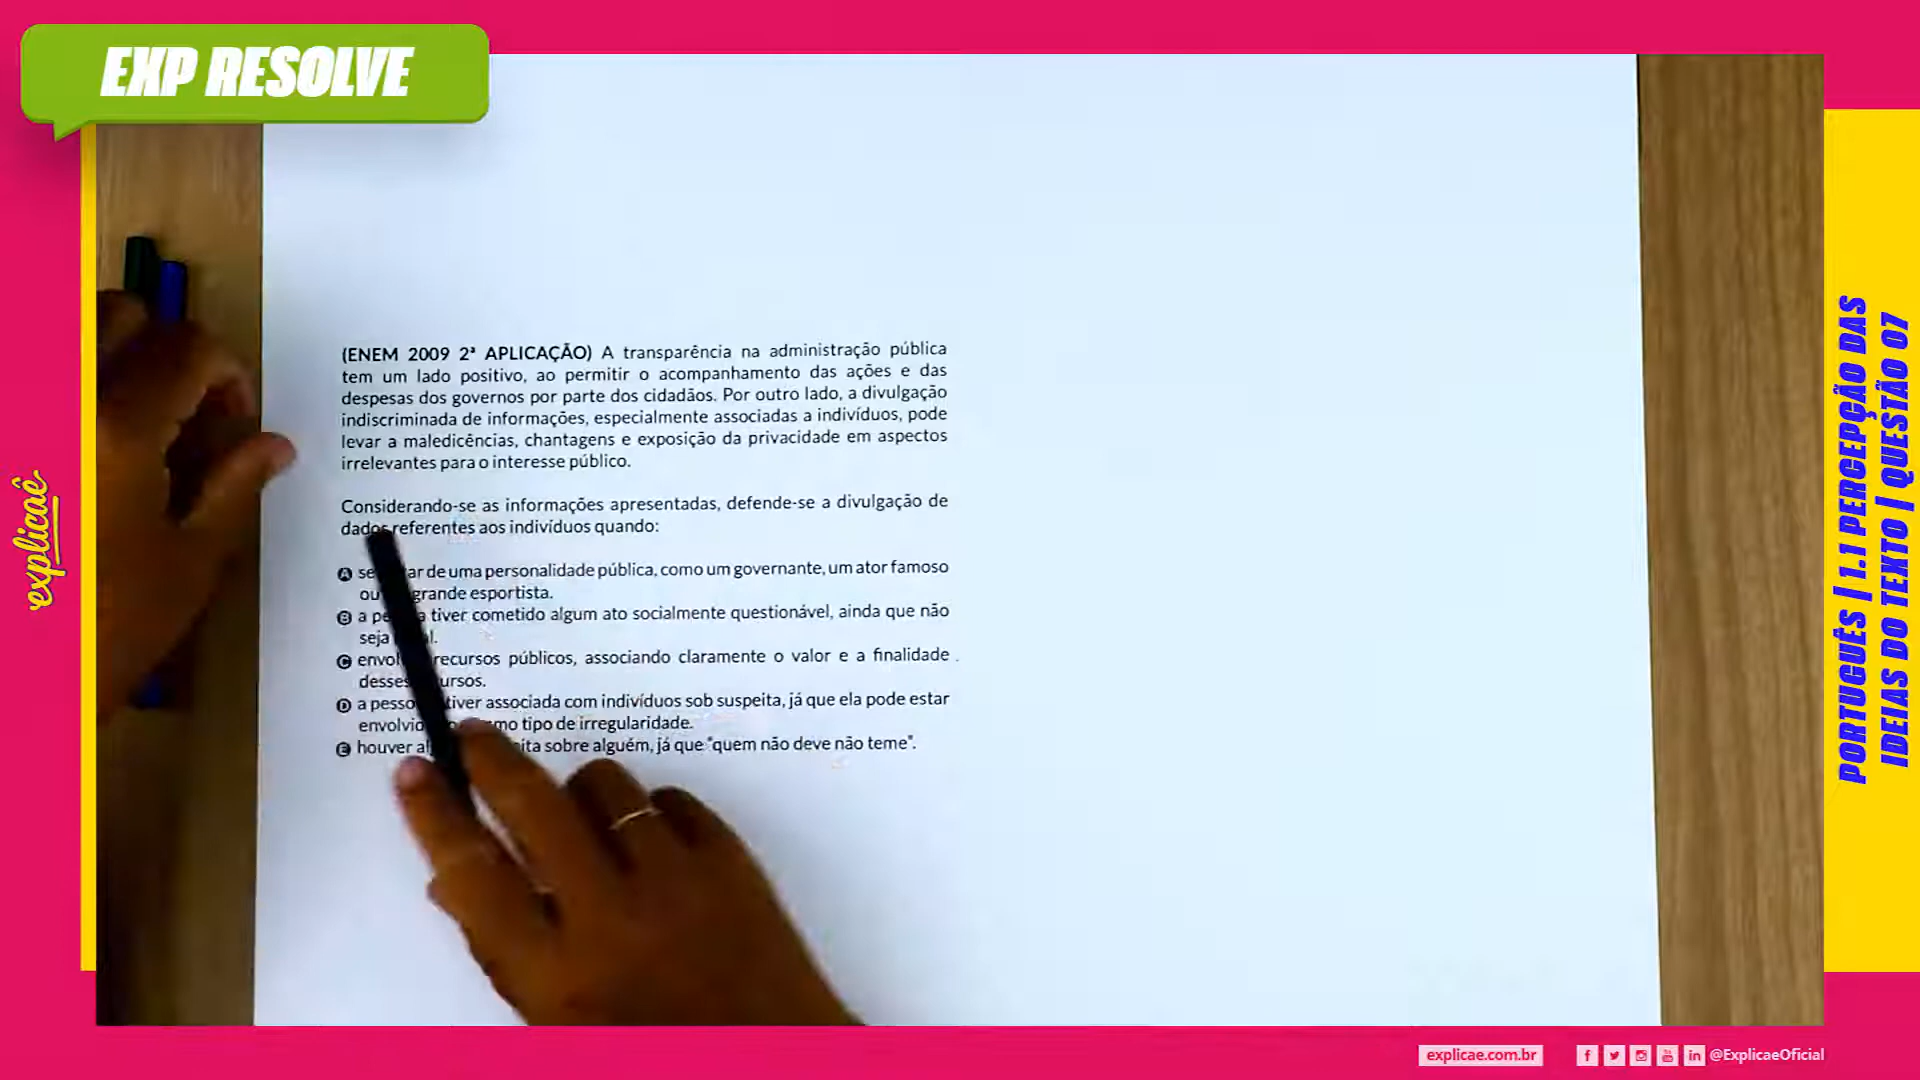 EXP RESOLVE
(ENEM 2009 2ª APLICAÇÃO) A transparência na administração pública
tem um lado positivo, ao permitir o acompanhamento das ações e das
despesas dos governos por parte dos cidadãos. Por outro lado, a divulgação
indiscriminada de informações, especialmente associadas a indivíduos, pode
levar a maledicências, chantagens e exposição da privacidade em aspectos
irrelevantes para o interesse público.
Considerando-se as informações apresentadas, defende-se a divulgação de
dados referentes aos indivíduos quando:
A de uma personalidade pública, como um governante, um ator famoso
ou grande esportista.
B a tiver cometido algum ato socialmente questionável, ainda que não
seja
C recursos públicos, associando claramente o valor e a finalidade
desses
D a associada com indivíduos sob suspeita, já que ela pode estar
tipo de irregularidade.
E houver sobre alguém, já que "quem não deve não teme".
explicaê
PORTUGUÊS | 1.1 PERCEPÇÃO DAS
IDEIAS DO TEXTO | QUESTÃO 07
explicae.com.br @ExplicaeOficial